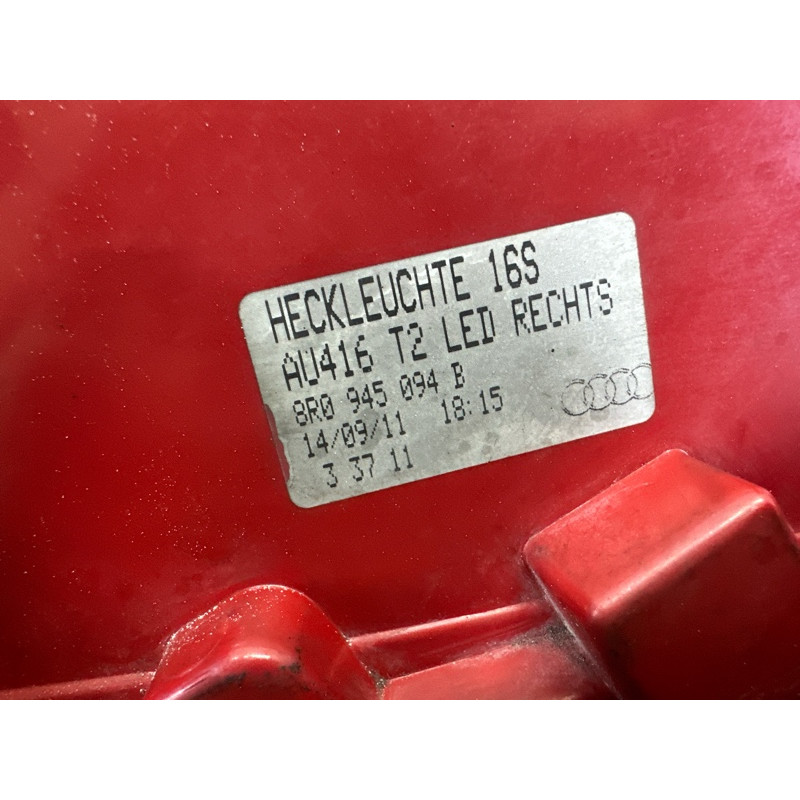 HECKLEUCHTE 16S
AU416 T2 LED RECHTS
8R0 945 094 B
14/09/11 18:15
3 37 11